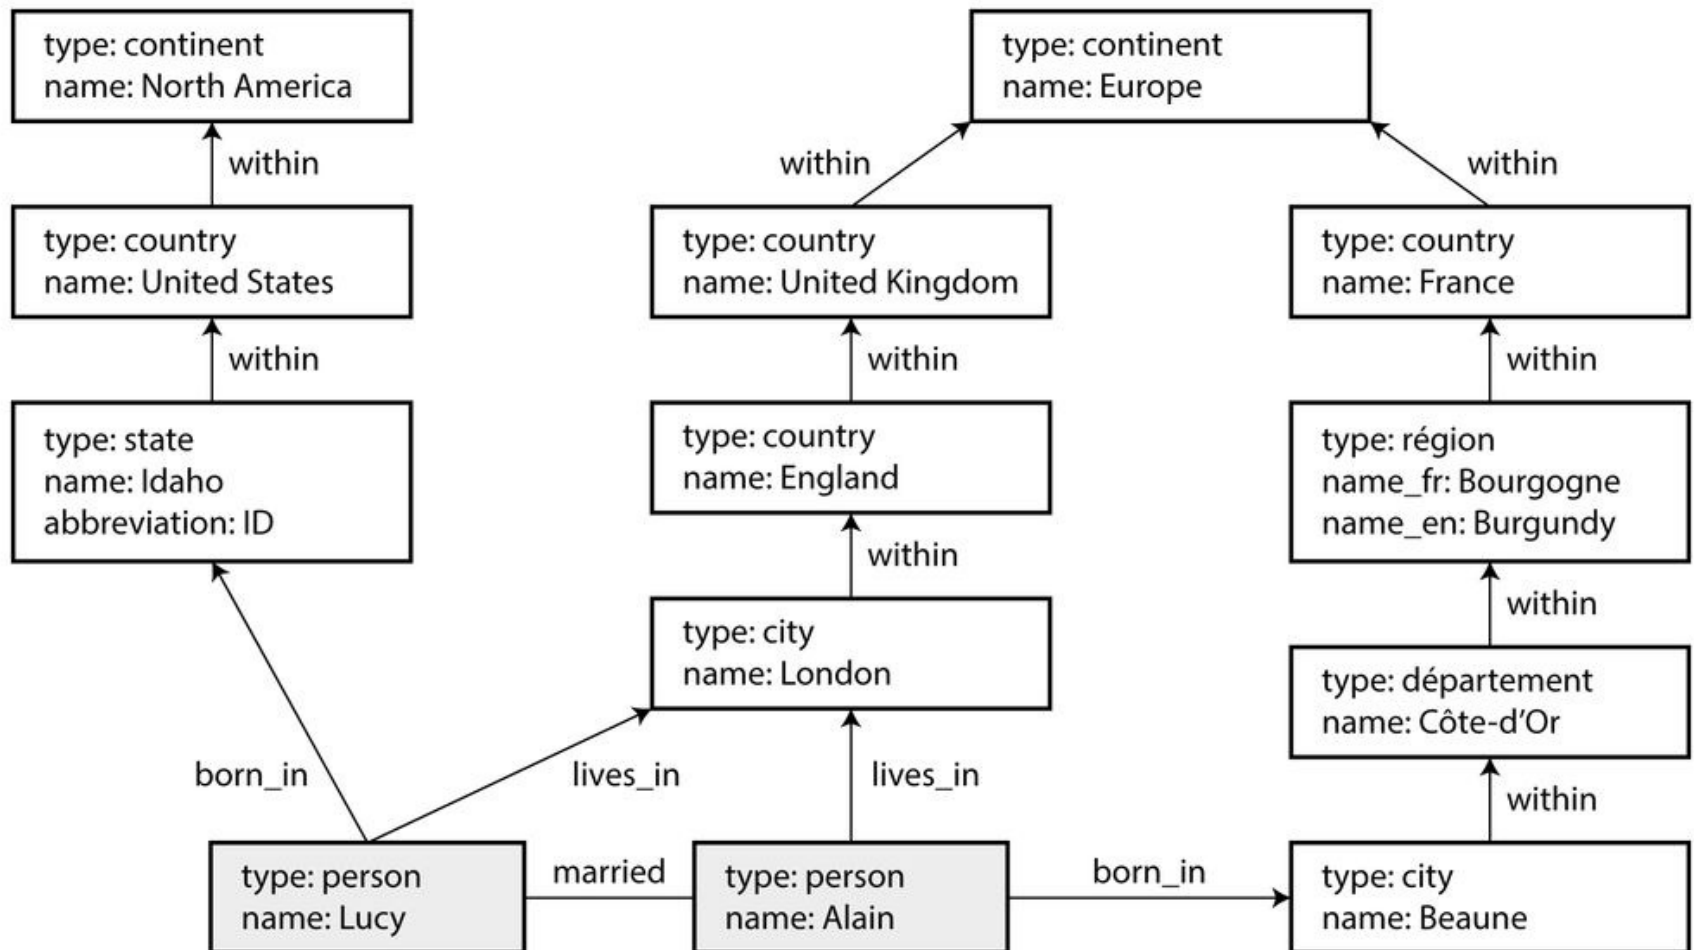 type: continent
name: North America
type: continent
name: Europe
within
within
within
type: country
name: United States
type: country
name: United Kingdom
type: country
name: France
within
within
within
type: state
name: Idaho
abbreviation: ID
type: country
name: England
type: région
name_fr: Bourgogne
name_en: Burgundy
within
within
type: city
name: London
type: département
name: Côte-d’Or
born_in
lives_in
lives_in
within
type: person
name: Lucy
married
type: person
name: Alain
born_in
type: city
name: Beaune